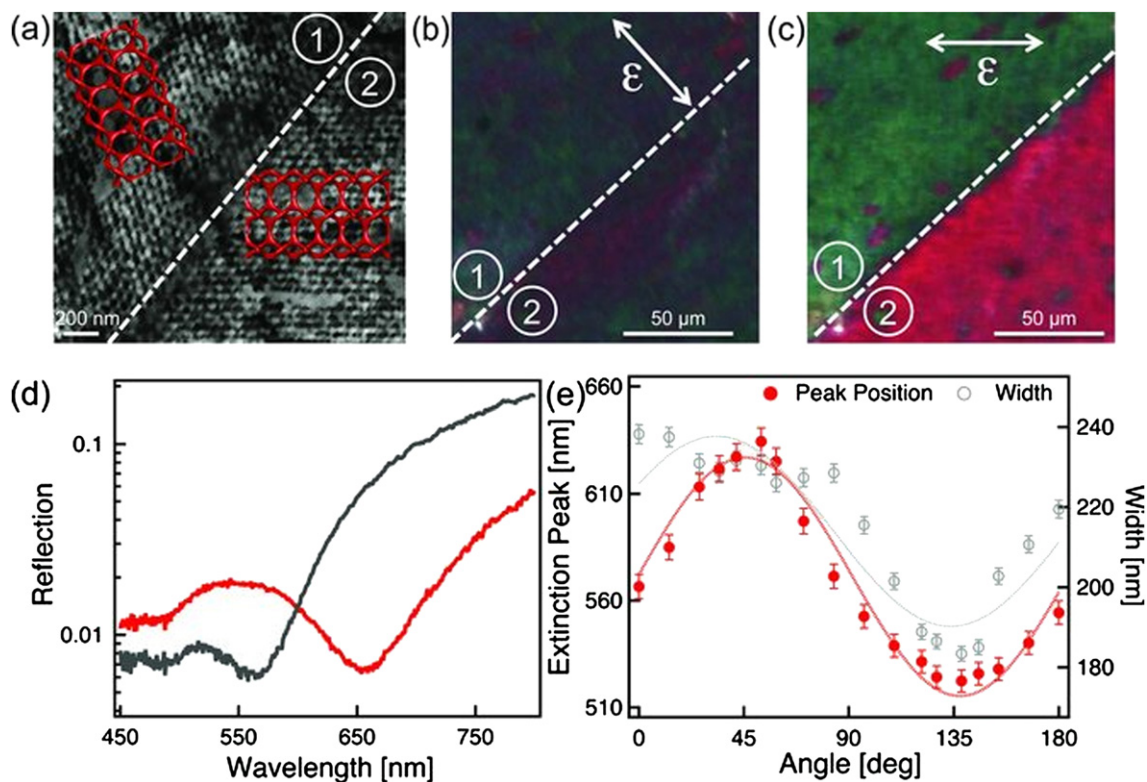 (a)
1
2
200 nm
(b)
ε
1
2
50 µm
(c)
ε
1
2
50 µm
(d)
Reflection
0.1
0.01
450
550
650
750
Wavelength [nm]
(e)
Peak Position
Width
Extinction Peak [nm]
660
610
560
510
0
45
90
135
180
Angle [deg]
240
220
200
180
Width [nm]